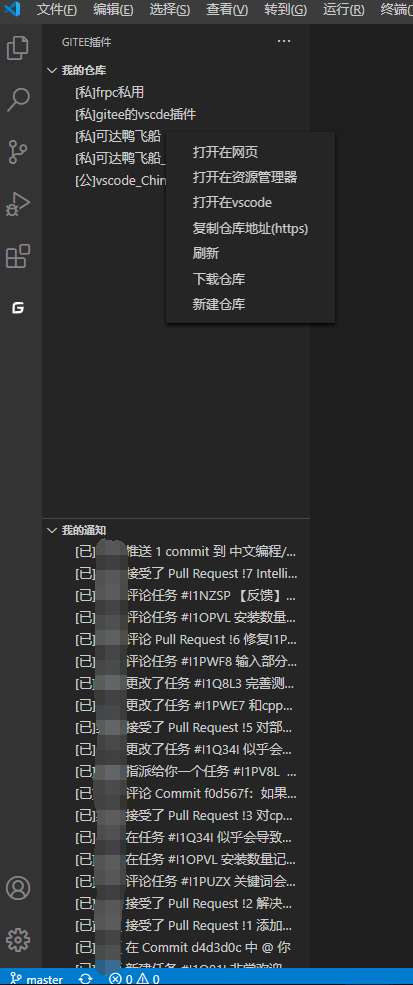 文件(F) 编辑(E) 选择(S) 查看(V) 转到(G) 运行(R) 终端
GITEE插件 ···
我的仓库
[私]frpc私用
[私]gitee的vscde插件
[私]可达鸭飞船
[私]可达鸭飞船_
[公]vscode_Chin
打开在网页
打开在资源管理器
打开在vscode
复制仓库地址(https)
刷新
下载仓库
新建仓库
我的通知
[已] 推送 1 commit 到 中文编程/...
[已] 接受了 Pull Request !7 Intelli...
[已] 评论任务 #I1NZSP 【反馈】...
[已] 评论任务 #I1OPVL 安装数量...
[已] 评论 Pull Request !6 修复I1P...
[已] 更改了任务 #I1PWF8 输入部分...
[已] 更改了任务 #I1Q8L3 完善测...
[已] 更改了任务 #I1PWE7 和cpp...
[已] 接受了 Pull Request !5 对部...
[已] 更改了任务 #I1Q34I 似乎会...
[已] 指派给你一个任务 #I1PV8L ...
[已] 评论 Commit f0d567f: 如果...
[已] 接受了 Pull Request !3 对cp...
[已] 在任务 #I1Q34I 似乎会导致...
[已] 在任务 #I1OPVL 安装数量记...
[已] 评论任务 #I1PUZX 关键词会...
[已] 接受了 Pull Request !2 解决...
[已] 接受了 Pull Request !1 添加...
[已] 在 Commit d4d3d0c 中 @ 你
[已] 新建任务
master 0 0